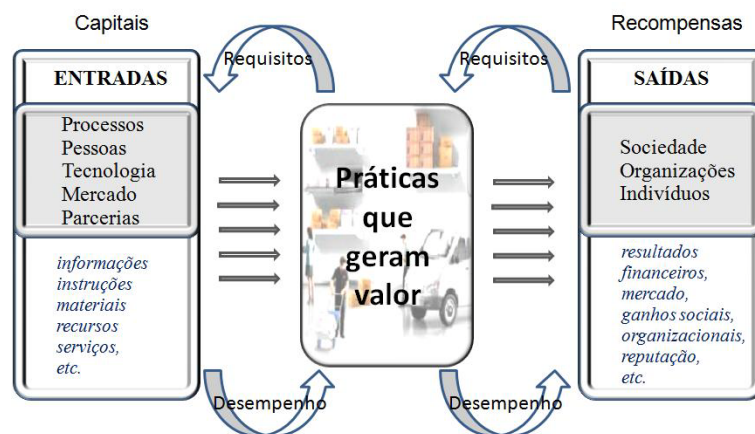 Capitais
Recompensas
Requisitos
Requisitos
ENTRADAS
Processos
Pessoas
Tecnologia
Mercado
Parcerias
informações
instruções
materiais
recursos
serviços,
etc.
Práticas
que
geram
valor
SAÍDAS
Sociedade
Organizações
Indivíduos
resultados
financeiros,
mercado,
ganhos sociais,
organizacionais,
reputação,
etc.
Desempenho
Desempenho